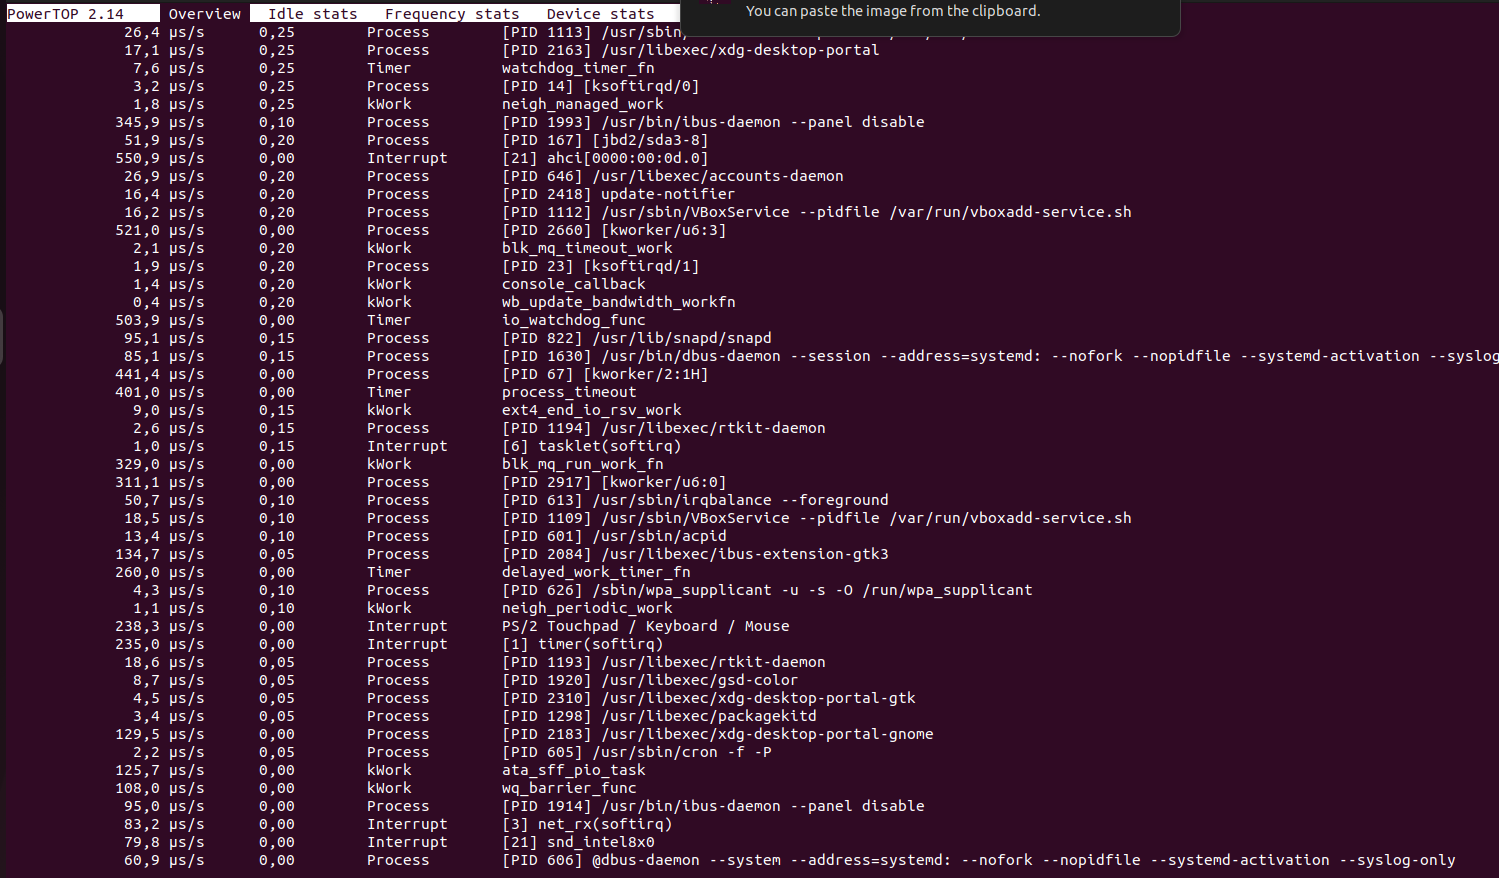 PowerTOP 2.14 Overview Idle stats Frequency stats Device stats
You can paste the image from the clipboard.
26,4 µs/s 0,25 Process [PID 1113] /usr/sbin/
17,1 µs/s 0,25 Process [PID 2163] /usr/libexec/xdg-desktop-portal
7,6 µs/s 0,25 Timer watchdog_timer_fn
3,2 µs/s 0,25 Process [PID 14] [ksoftirqd/0]
1,8 µs/s 0,25 kWork neigh_managed_work
345,9 µs/s 0,10 Process [PID 1993] /usr/bin/ibus-daemon --panel disable
51,9 µs/s 0,20 Process [PID 167] [jbd2/sda3-8]
550,9 µs/s 0,00 Interrupt [21] ahci[0000:00:0d.0]
26,9 µs/s 0,20 Process [PID 646] /usr/libexec/accounts-daemon
16,4 µs/s 0,20 Process [PID 2418] update-notifier
16,2 µs/s 0,20 Process [PID 1112] /usr/sbin/VBoxService --pidfile /var/run/vboxadd-service.sh
521,0 µs/s 0,00 Process [PID 2660] [kworker/u6:3]
2,1 µs/s 0,20 kWork blk_mq_timeout_work
1,9 µs/s 0,20 Process [PID 23] [ksoftirqd/1]
1,4 µs/s 0,20 kWork console_callback
0,4 µs/s 0,20 kWork wb_update_bandwidth_workfn
503,9 µs/s 0,00 Timer io_watchdog_func
95,1 µs/s 0,15 Process [PID 822] /usr/lib/snapd/snapd
85,1 µs/s 0,15 Process [PID 1630] /usr/bin/dbus-daemon --session --address=systemd: --nofork --nopidfile --systemd-activation --syslog
441,4 µs/s 0,00 Process [PID 67] [kworker/2:1H]
401,0 µs/s 0,00 Timer process_timeout
9,0 µs/s 0,15 kWork ext4_end_io_rsv_work
2,6 µs/s 0,15 Process [PID 1194] /usr/libexec/rtkit-daemon
1,0 µs/s 0,15 Interrupt [6] tasklet(softirq)
329,0 µs/s 0,00 kWork blk_mq_run_work_fn
311,1 µs/s 0,00 Process [PID 2917] [kworker/u6:0]
50,7 µs/s 0,10 Process [PID 613] /usr/sbin/irqbalance --foreground
18,5 µs/s 0,10 Process [PID 1109] /usr/sbin/VBoxService --pidfile /var/run/vboxadd-service.sh
13,4 µs/s 0,10 Process [PID 601] /usr/sbin/acpid
134,7 µs/s 0,05 Process [PID 2084] /usr/libexec/ibus-extension-gtk3
260,0 µs/s 0,00 Timer delayed_work_timer_fn
4,3 µs/s 0,10 Process [PID 626] /sbin/wpa_supplicant -u -s -O /run/wpa_supplicant
1,1 µs/s 0,10 kWork neigh_periodic_work
238,3 µs/s 0,00 Interrupt PS/2 Touchpad / Keyboard / Mouse
235,0 µs/s 0,00 Interrupt [1] timer(softirq)
18,6 µs/s 0,05 Process [PID 1193] /usr/libexec/rtkit-daemon
8,7 µs/s 0,05 Process [PID 1920] /usr/libexec/gsd-color
4,5 µs/s 0,05 Process [PID 2310] /usr/libexec/xdg-desktop-portal-gtk
3,4 µs/s 0,05 Process [PID 1298] /usr/libexec/packagekitd
129,5 µs/s 0,00 Process [PID 2183] /usr/libexec/xdg-desktop-portal-gnome
2,2 µs/s 0,05 Process [PID 605] /usr/sbin/cron -f -P
125,7 µs/s 0,00 kWork ata_sff_pio_task
108,0 µs/s 0,00 kWork wq_barrier_func
95,0 µs/s 0,00 Process [PID 1914] /usr/bin/ibus-daemon --panel disable
83,2 µs/s 0,00 Interrupt [3] net_rx(softirq)
79,8 µs/s 0,00 Interrupt [21] snd_intel8x0
60,9 µs/s 0,00 Process [PID 606] @dbus-daemon --system --address=systemd: --nofork --nopidfile --systemd-activation --syslog-only